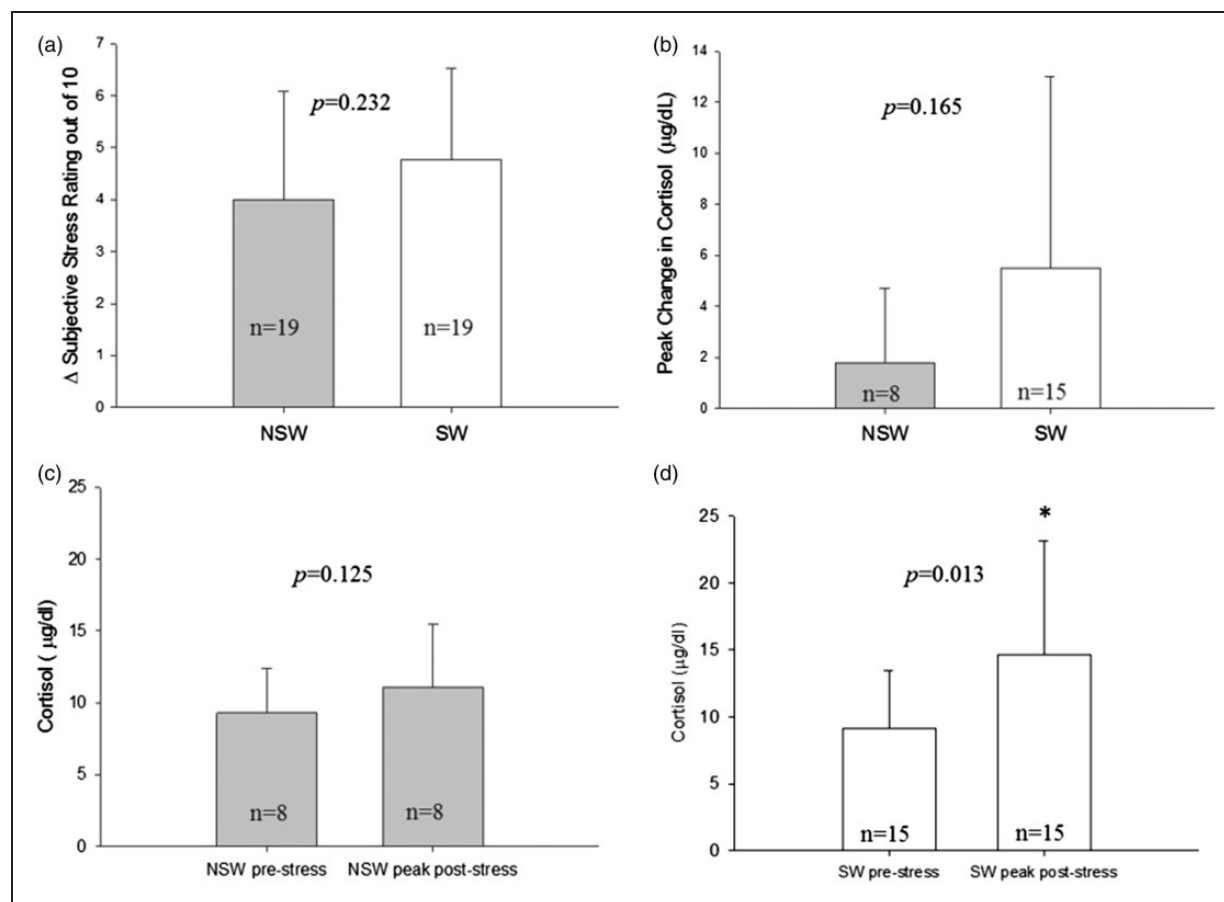 (a)
7
6
5
4
3
2
1
0
Δ Subjective Stress Rating out of 10
p=0.232
n=19
n=19
NSW
SW
(b)
14
12
10
8
6
4
2
0
Peak Change in Cortisol (μg/dL)
p=0.165
n=8
n=15
NSW
SW
(c)
25
20
15
10
5
0
Cortisol ( μg/dl)
p=0.125
n=8
n=8
NSW pre-stress
NSW peak post-stress
(d)
25
20
15
10
5
0
Cortisol (μg/dl)
*
p=0.013
n=15
n=15
SW pre-stress
SW peak post-stress